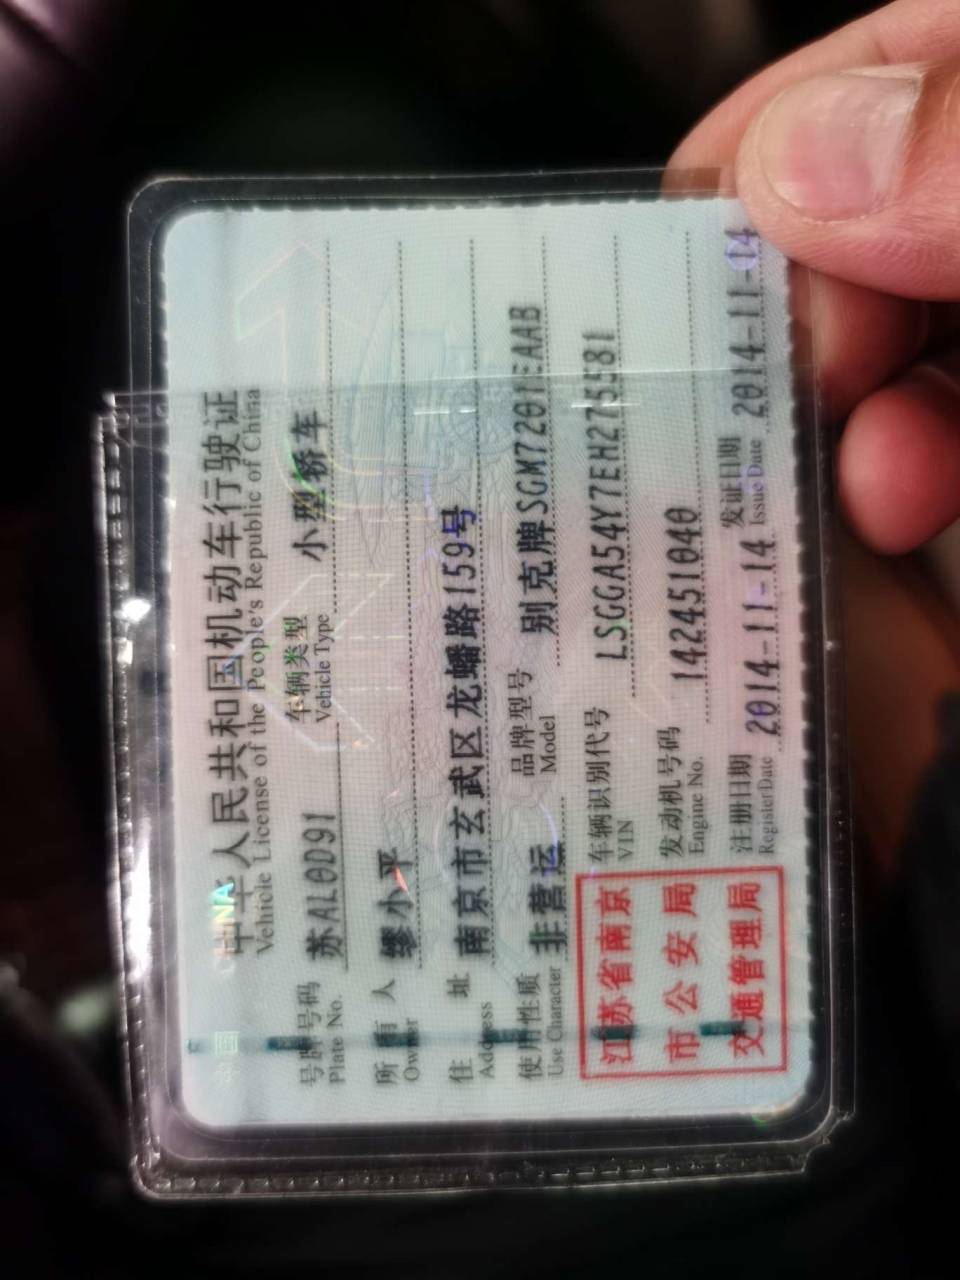 中华人民共和国机动车行驶证
Vehicle License of the People's Republic of China
号牌号码 苏AL0D91 车辆类型 小型轿车
Plate No. Vehicle Type
所有人 缪小平
Owner
住址 南京市玄武区龙蟠路159号
Address
使用性质 非营运 品牌型号 别克牌SGM7201EAAB
Use Character Model
江苏省南京
市公安局
交通管理局
车辆识别代号 LSGGA54Y7EH275581
VIN
发动机号码 142451040
Engine No.
注册日期 2014-11-14 发证日期 2014-11-14
Register Date Issue Date
中国 CHINA